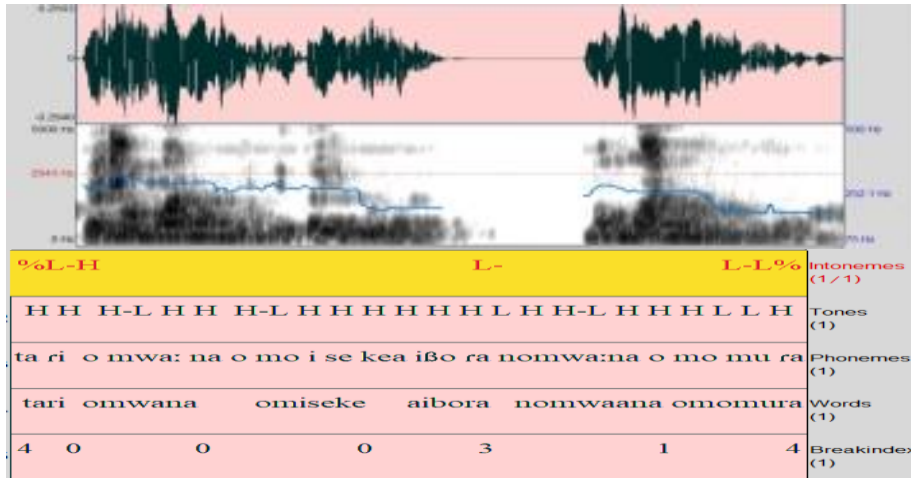 %L-H L- L-L% Intonemes
(1/1)
H H H-L H H H-L H H H H H H L H H-L H H H L L H Tones
(1)
ta ɾi o mwa: na o mo i se kea ißo ɾa nomwa:na o mo mu ɾa Phonemes
(1)
tari omwana omiseke aibora nomwaana omomura Words
(1)
4 0 0 0 3 1 4 Breakindex
(1)